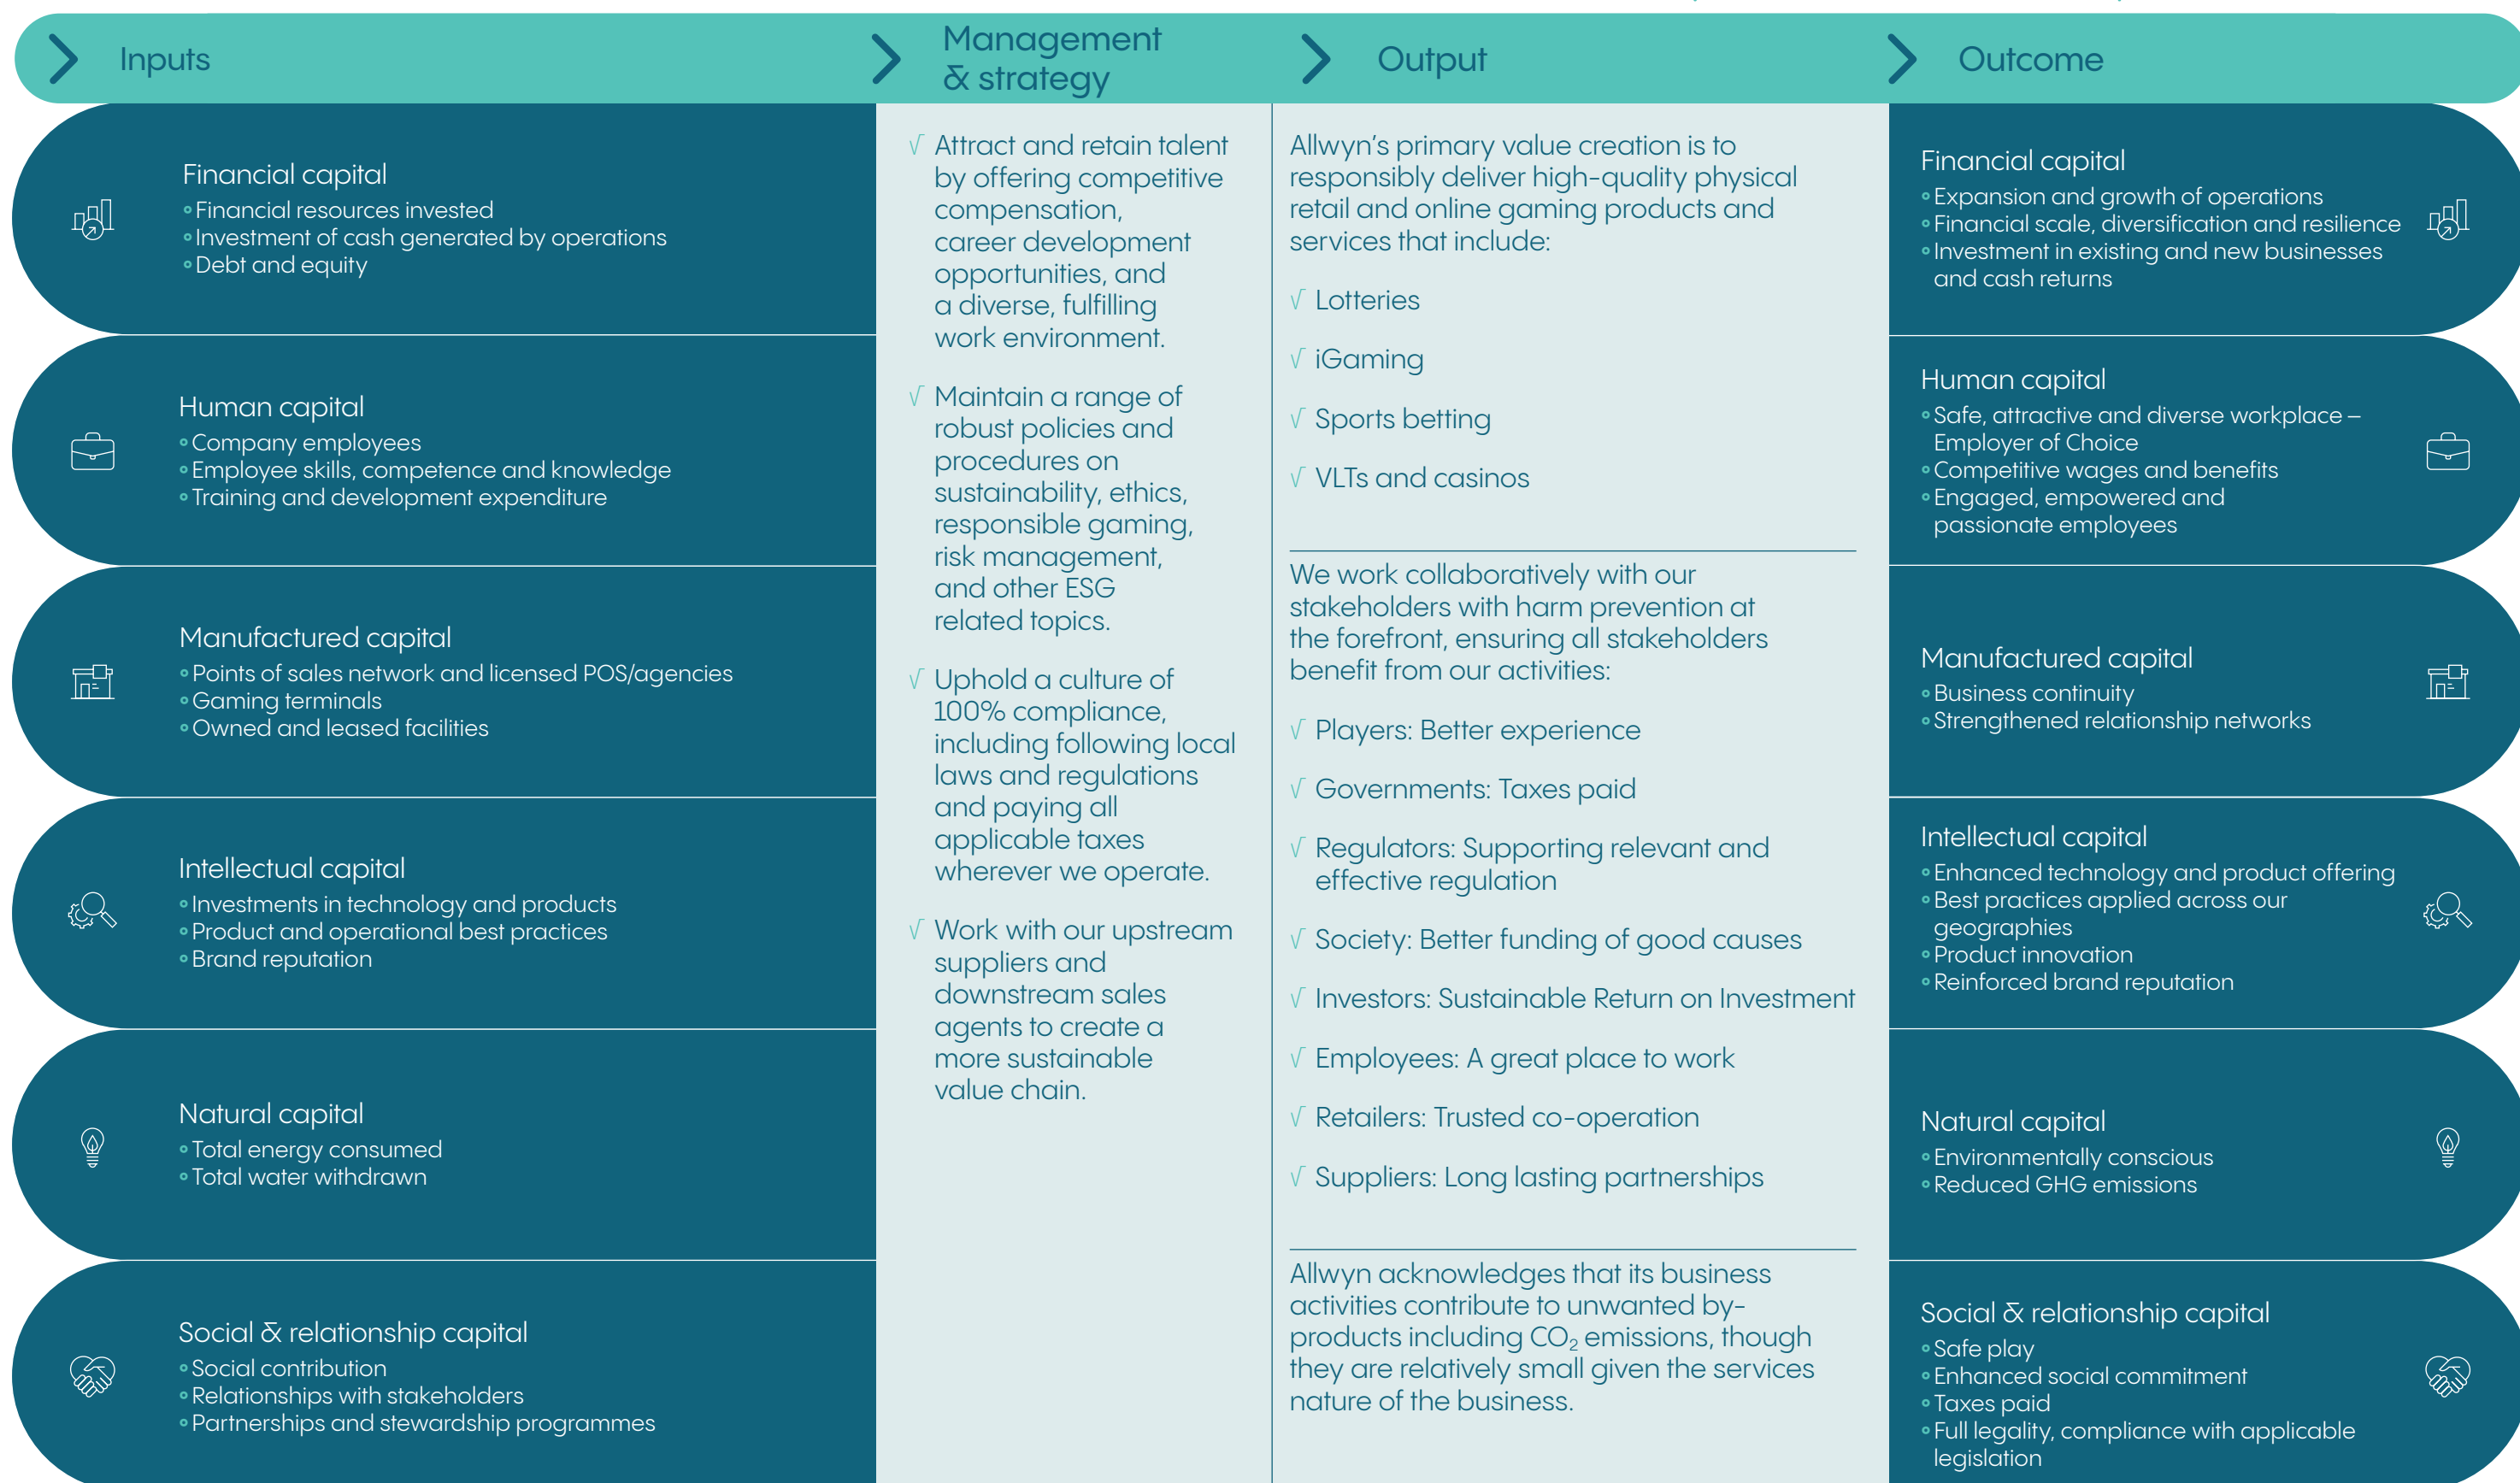 Inputs
Management
& strategy
Output
Outcome
Financial capital
Financial resources invested
Investment of cash generated by operations
Debt and equity
Human capital
Company employees
Employee skills, competence and knowledge
Training and development expenditure
Manufactured capital
Points of sales network and licensed POS/agencies
Gaming terminals
Owned and leased facilities
Intellectual capital
Investments in technology and products
Product and operational best practices
Brand reputation
Natural capital
Total energy consumed
Total water withdrawn
Social & relationship capital
Social contribution
Relationships with stakeholders
Partnerships and stewardship programmes
√ Attract and retain talent
by offering competitive
compensation,
career development
opportunities, and
a diverse, fulfilling
work environment.
√ Maintain a range of
robust policies and
procedures on
sustainability, ethics,
responsible gaming,
risk management,
and other ESG
related topics.
√ Uphold a culture of
100% compliance,
including following local
laws and regulations
and paying all
applicable taxes
wherever we operate.
√ Work with our upstream
suppliers and
downstream sales
agents to create a
more sustainable
value chain.
Allwyn’s primary value creation is to
responsibly deliver high-quality physical
retail and online gaming products and
services that include:
√ Lotteries
√ iGaming
√ Sports betting
√ VLTs and casinos
We work collaboratively with our
stakeholders with harm prevention at
the forefront, ensuring all stakeholders
benefit from our activities:
√ Players: Better experience
√ Governments: Taxes paid
√ Regulators: Supporting relevant and
effective regulation
√ Society: Better funding of good causes
√ Investors: Sustainable Return on Investment
√ Employees: A great place to work
√ Retailers: Trusted co-operation
√ Suppliers: Long lasting partnerships
Allwyn acknowledges that its business
activities contribute to unwanted by-
products including CO₂ emissions, though
they are relatively small given the services
nature of the business.
Financial capital
Expansion and growth of operations
Financial scale, diversification and resilience
Investment in existing and new businesses
and cash returns
Human capital
Safe, attractive and diverse workplace –
Employer of Choice
Competitive wages and benefits
Engaged, empowered and
passionate employees
Manufactured capital
Business continuity
Strengthened relationship networks
Intellectual capital
Enhanced technology and product offering
Best practices applied across our
geographies
Product innovation
Reinforced brand reputation
Natural capital
Environmentally conscious
Reduced GHG emissions
Social & relationship capital
Safe play
Enhanced social commitment
Taxes paid
Full legality, compliance with applicable
legislation